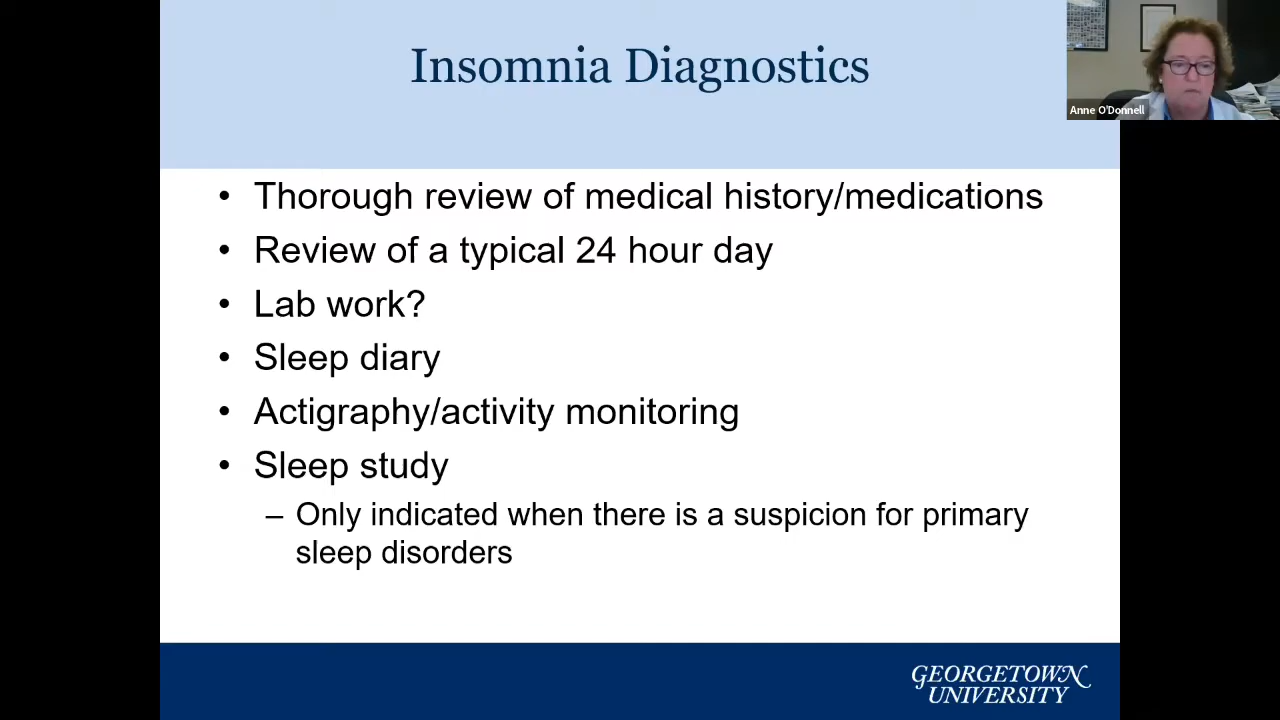 Insomnia Diagnostics
Anne O'Donnell
• Thorough review of medical history/medications
• Review of a typical 24 hour day
• Lab work?
• Sleep diary
• Actigraphy/activity monitoring
• Sleep study
– Only indicated when there is a suspicion for primary
sleep disorders
GEORGETOWN
UNIVERSITY